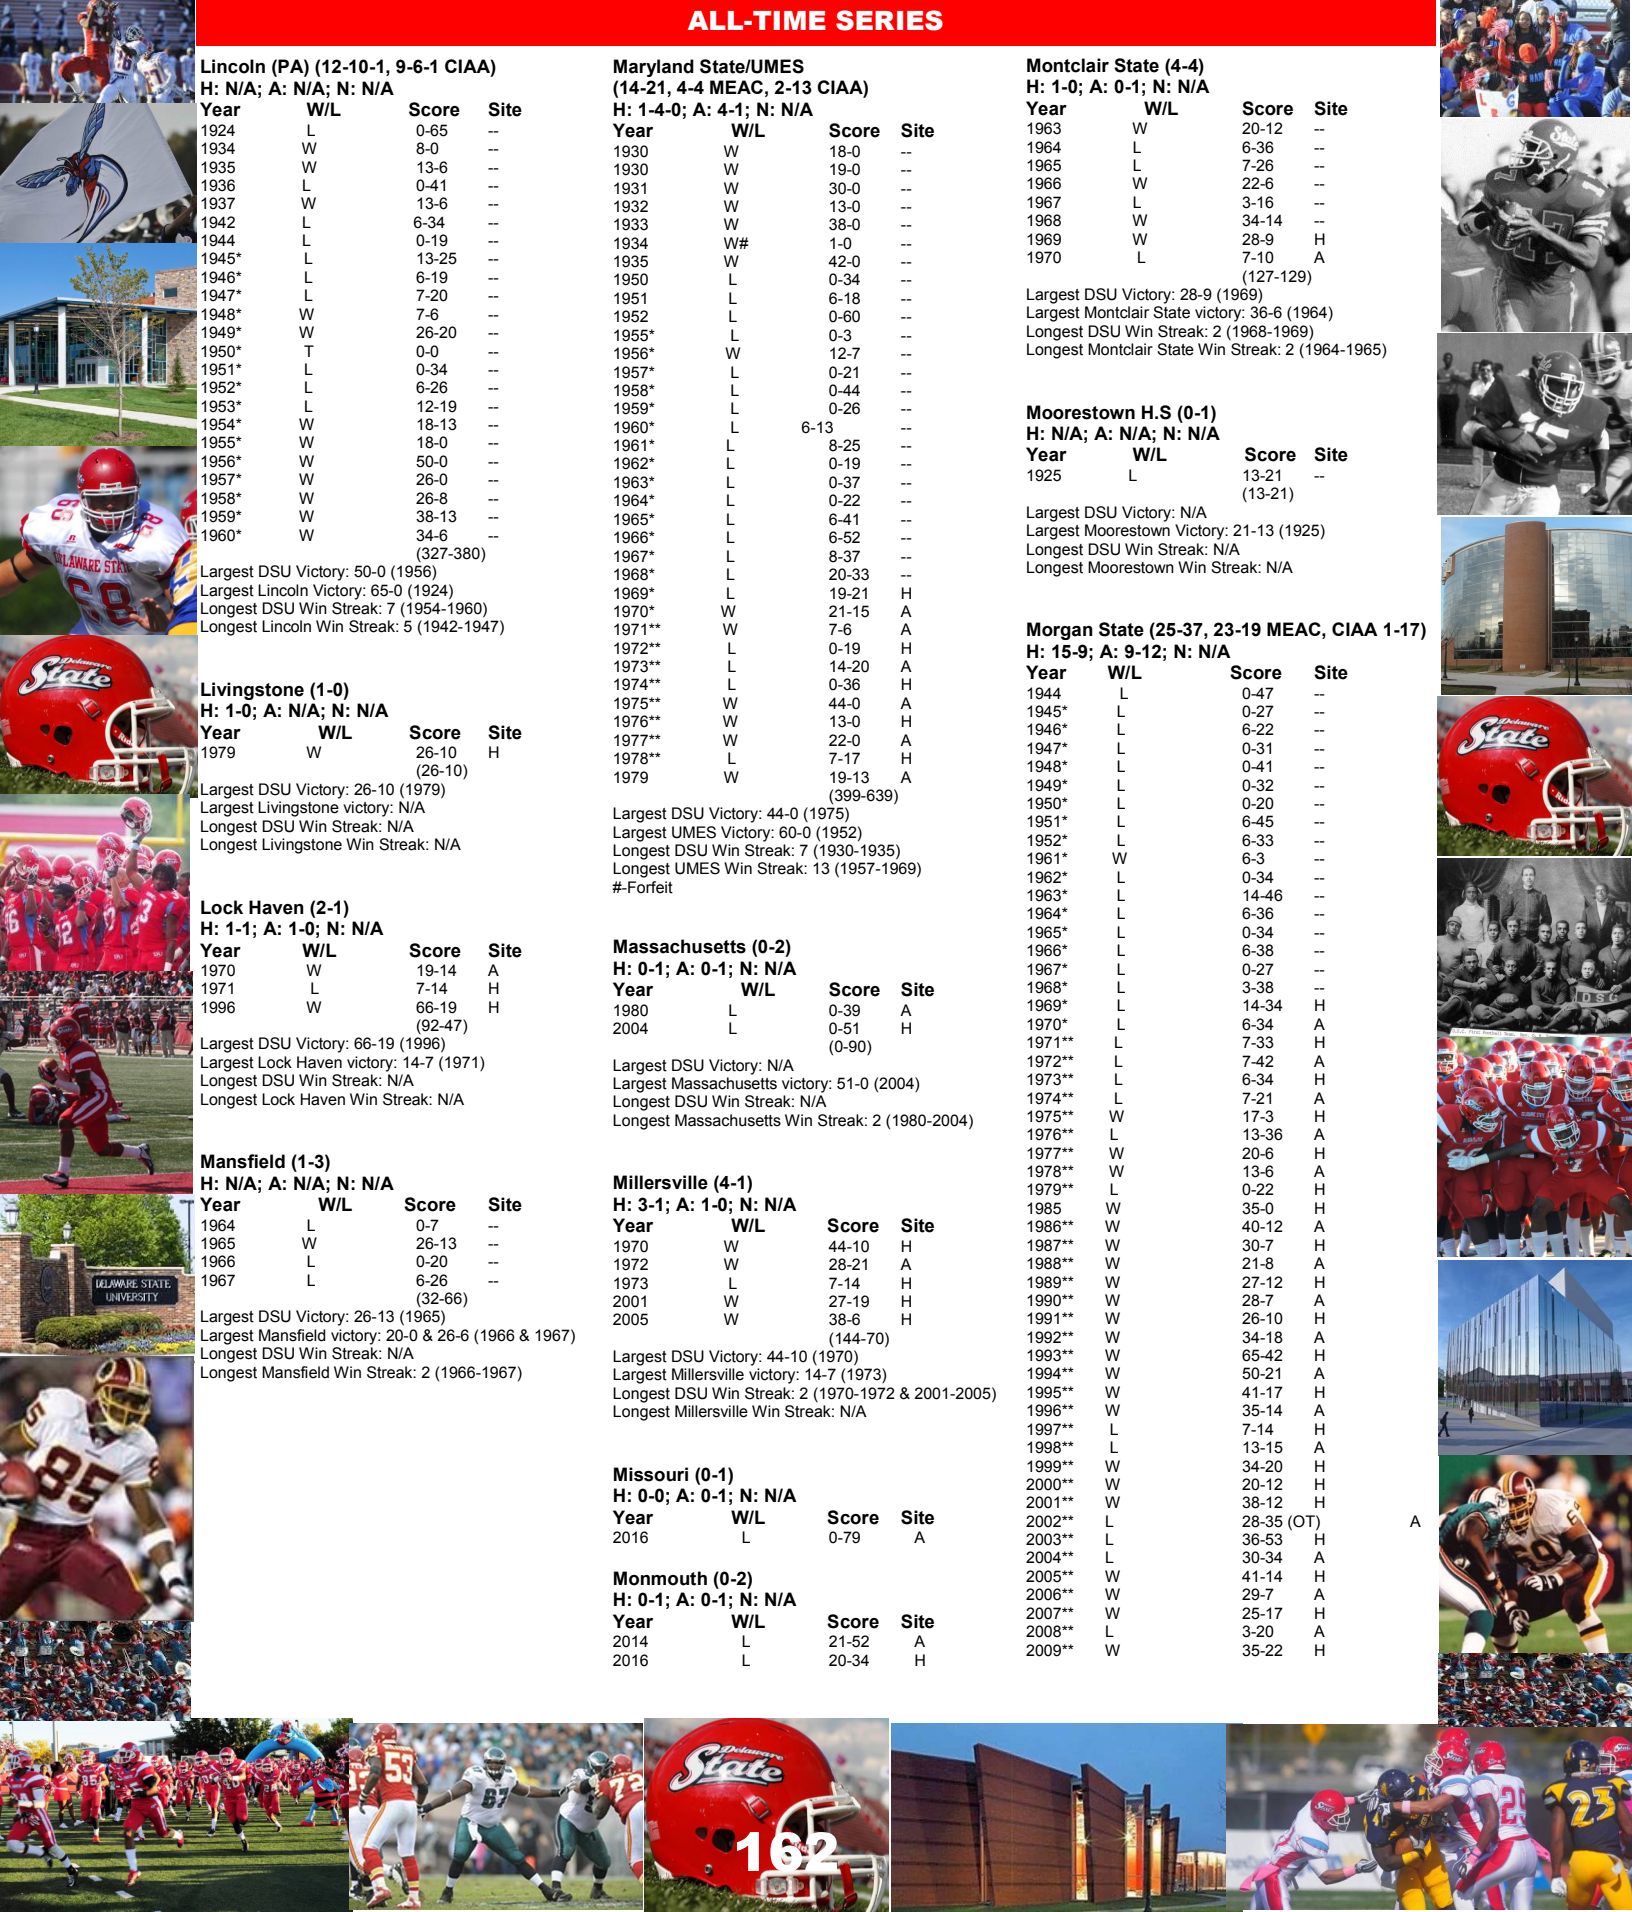 ALL-TIME SERIES
Lincoln (PA) (12-10-1, 9-6-1 CIAA)
H: N/A; A: N/A; N: N/A
Year W/L Score Site
1924 L 0-65 --
1934 W 8-0 --
1935 W 13-6 --
1936 L 0-41 --
1937 W 13-6 --
1942 L 6-34 --
1944 L 0-19 --
1945* L 13-25 --
1946* L 6-19 --
1947* L 7-20 --
1948* W 7-6 --
1949* W 26-20 --
1950* T 0-0 --
1951* L 0-34 --
1952* L 6-26 --
1953* L 12-19 --
1954* W 18-13 --
1955* W 18-0 --
1956* W 50-0 --
1957* W 26-0 --
1958* W 26-8 --
1959* W 38-13 --
1960* W 34-6 --
(327-380)
Largest DSU Victory: 50-0 (1956)
Largest Lincoln Victory: 65-0 (1924)
Longest DSU Win Streak: 7 (1954-1960)
Longest Lincoln Win Streak: 5 (1942-1947)
Livingstone (1-0)
H: 1-0; A: N/A; N: N/A
Year W/L Score Site
1979 W 26-10 H
(26-10)
Largest DSU Victory: 26-10 (1979)
Largest Livingstone victory: N/A
Longest DSU Win Streak: N/A
Longest Livingstone Win Streak: N/A
Lock Haven (2-1)
H: 1-1; A: 1-0; N: N/A
Year W/L Score Site
1970 W 19-14 A
1971 L 7-14 H
1996 W 66-19 H
(92-47)
Largest DSU Victory: 66-19 (1996)
Largest Lock Haven victory: 14-7 (1971)
Longest DSU Win Streak: N/A
Longest Lock Haven Win Streak: N/A
Mansfield (1-3)
H: N/A; A: N/A; N: N/A
Year W/L Score Site
1964 L 0-7 --
1965 W 26-13 --
1966 L 0-20 --
1967 L 6-26 --
(32-66)
Largest DSU Victory: 26-13 (1965)
Largest Mansfield victory: 20-0 & 26-6 (1966 & 1967)
Longest DSU Win Streak: N/A
Longest Mansfield Win Streak: 2 (1966-1967)
Maryland State/UMES
(14-21, 4-4 MEAC, 2-13 CIAA)
H: 1-4-0; A: 4-1; N: N/A
Year W/L Score Site
1930 W 18-0 --
1930 W 19-0 --
1931 W 30-0 --
1932 W 13-0 --
1933 W 38-0 --
1934 W# 1-0 --
1935 W 42-0 --
1950 L 0-34 --
1951 L 6-18 --
1952 L 0-60 --
1955* L 0-3 --
1956* W 12-7 --
1957* L 0-21 --
1958* L 0-44 --
1959* L 0-26 --
1960* L 6-13 --
1961* L 8-25 --
1962* L 0-19 --
1963* L 0-37 --
1964* L 0-22 --
1965* L 6-41 --
1966* L 6-52 --
1967* L 8-37 --
1968* L 20-33 --
1969* L 19-21 H
1970* W 21-15 A
1971** W 7-6 A
1972** L 0-19 H
1973** L 14-20 A
1974** L 0-36 H
1975** W 44-0 A
1976** W 13-0 H
1977** W 22-0 A
1978** L 7-17 H
1979 W 19-13 A
(399-639)
Largest DSU Victory: 44-0 (1975)
Largest UMES Victory: 60-0 (1952)
Longest DSU Win Streak: 7 (1930-1935)
Longest UMES Win Streak: 13 (1957-1969)
#-Forfeit
Massachusetts (0-2)
H: 0-1; A: 0-1; N: N/A
Year W/L Score Site
1980 L 0-39 A
2004 L 0-51 H
(0-90)
Largest DSU Victory: N/A
Largest Massachusetts victory: 51-0 (2004)
Longest DSU Win Streak: N/A
Longest Massachusetts Win Streak: 2 (1980-2004)
Millersville (4-1)
H: 3-1; A: 1-0; N: N/A
Year W/L Score Site
1970 W 44-10 H
1972 W 28-21 A
1973 L 7-14 H
2001 W 27-19 H
2005 W 38-6 H
(144-70)
Largest DSU Victory: 44-10 (1970)
Largest Millersville victory: 14-7 (1973)
Longest DSU Win Streak: 2 (1970-1972 & 2001-2005)
Longest Millersville Win Streak: N/A
Missouri (0-1)
H: 0-0; A: 0-1; N: N/A
Year W/L Score Site
2016 L 0-79 A
Monmouth (0-2)
H: 0-1; A: 0-1; N: N/A
Year W/L Score Site
2014 L 21-52 A
2016 L 20-34 H
Montclair State (4-4)
H: 1-0; A: 0-1; N: N/A
Year W/L Score Site
1963 W 20-12 --
1964 L 6-36 --
1965 L 7-26 --
1966 W 22-6 --
1967 L 3-16 --
1968 W 34-14 --
1969 W 28-9 H
1970 L 7-10 A
(127-129)
Largest DSU Victory: 28-9 (1969)
Largest Montclair State victory: 36-6 (1964)
Longest DSU Win Streak: 2 (1968-1969)
Longest Montclair State Win Streak: 2 (1964-1965)
Moorestown H.S (0-1)
H: N/A; A: N/A; N: N/A
Year W/L Score Site
1925 L 13-21 --
(13-21)
Largest DSU Victory: N/A
Largest Moorestown Victory: 21-13 (1925)
Longest DSU Win Streak: N/A
Longest Moorestown Win Streak: N/A
Morgan State (25-37, 23-19 MEAC, CIAA 1-17)
H: 15-9; A: 9-12; N: N/A
Year W/L Score Site
1944 L 0-47 --
1945* L 0-27 --
1946* L 6-22 --
1947* L 0-31 --
1948* L 0-41 --
1949* L 0-32 --
1950* L 0-20 --
1951* L 6-45 --
1952* L 6-33 --
1961* W 6-3 --
1962* L 0-34 --
1963* L 14-46 --
1964* L 6-36 --
1965* L 0-34 --
1966* L 6-38 --
1967* L 0-27 --
1968* L 3-38 --
1969* L 14-34 H
1970* L 6-34 A
1971** L 7-33 H
1972** L 7-42 A
1973** L 6-34 H
1974** L 7-21 A
1975** W 17-3 H
1976** L 13-36 A
1977** W 20-6 H
1978** W 13-6 A
1979** L 0-22 H
1985 W 35-0 H
1986** W 40-12 A
1987** W 30-7 H
1988** W 21-8 A
1989** W 27-12 H
1990** W 28-7 A
1991** W 26-10 H
1992** W 34-18 A
1993** W 65-42 H
1994** W 50-21 A
1995** W 41-17 H
1996** W 35-14 A
1997** L 7-14 H
1998** L 13-15 A
1999** W 34-20 H
2000** W 20-12 H
2001** W 38-12 H
2002** L 28-35 (OT) A
2003** L 36-53 H
2004** L 30-34 A
2005** W 41-14 H
2006** W 29-7 A
2007** W 25-17 H
2008** L 3-20 A
2009** W 35-22 H
DELAWARE STATE
68
Delaware
State
DELAWARE STATE
UNIVERSITY
85
Delaware
State
DSC
69
53
67
72
Delaware
State
162
23